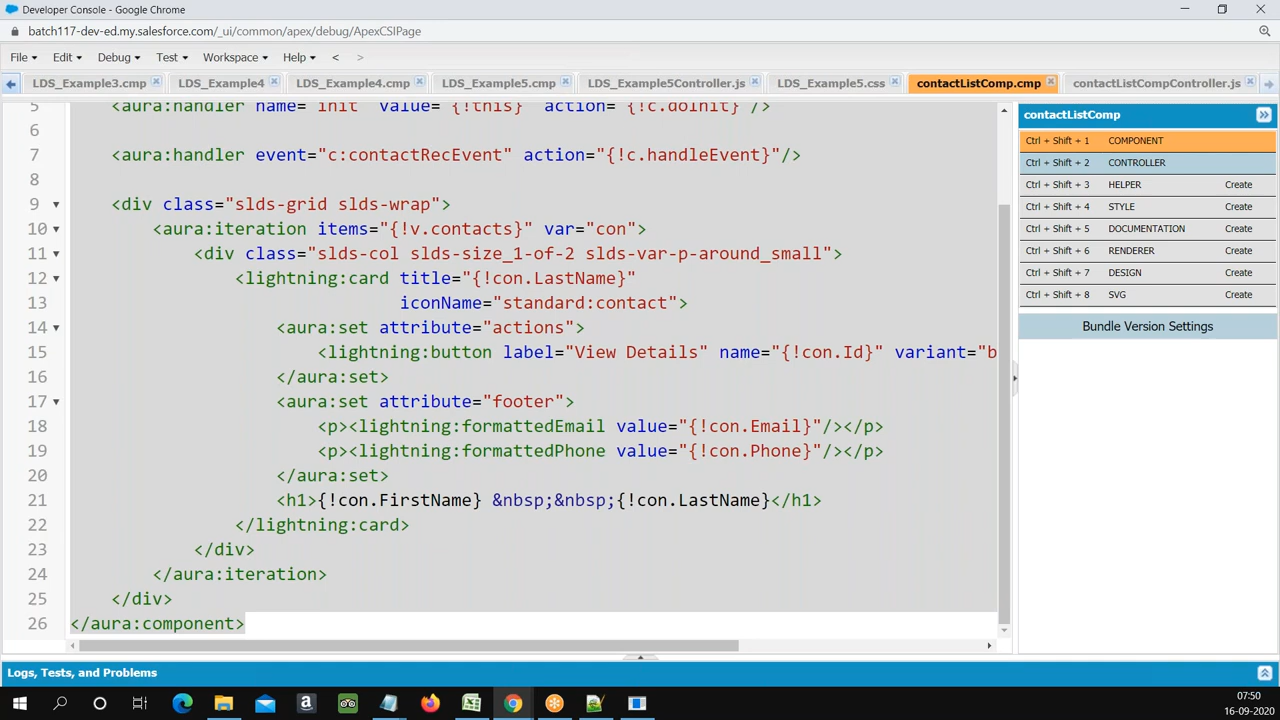 Developer Console - Google Chrome
batch117-dev-ed.my.salesforce.com/_ui/common/apex/debug/ApexCSIPage
File Edit Debug Test Workspace Help < >
LDS_Example3.cmp LDS_Example4 LDS_Example4.cmp LDS_Example5.cmp LDS_Example5Controller.js LDS_Example5.css contactListComp.cmp contactListCompController.js
5 <aura:handler name="init" value="{!this}" action="{!c.doInit}"/>
6
7 <aura:handler event="c:contactRecEvent" action="{!c.handleEvent}"/>
8
9 <div class="slds-grid slds-wrap">
10 <aura:iteration items="{!v.contacts}" var="con">
11 <div class="slds-col slds-size_1-of-2 slds-var-p-around_small">
12 <lightning:card title="{!con.LastName}"
13 iconName="standard:contact">
14 <aura:set attribute="actions">
15 <lightning:button label="View Details" name="{!con.Id}" variant="b
16 </aura:set>
17 <aura:set attribute="footer">
18 <p><lightning:formattedEmail value="{!con.Email}"/></p>
19 <p><lightning:formattedPhone value="{!con.Phone}"/></p>
20 </aura:set>
21 <h1>{!con.FirstName} &nbsp;&nbsp;{!con.LastName}</h1>
22 </lightning:card>
23 </div>
24 </aura:iteration>
25 </div>
26 </aura:component>
contactListComp
Ctrl + Shift + 1 COMPONENT
Ctrl + Shift + 2 CONTROLLER
Ctrl + Shift + 3 HELPER Create
Ctrl + Shift + 4 STYLE Create
Ctrl + Shift + 5 DOCUMENTATION Create
Ctrl + Shift + 6 RENDERER Create
Ctrl + Shift + 7 DESIGN Create
Ctrl + Shift + 8 SVG Create
Bundle Version Settings
Logs, Tests, and Problems
07:50
16-09-2020